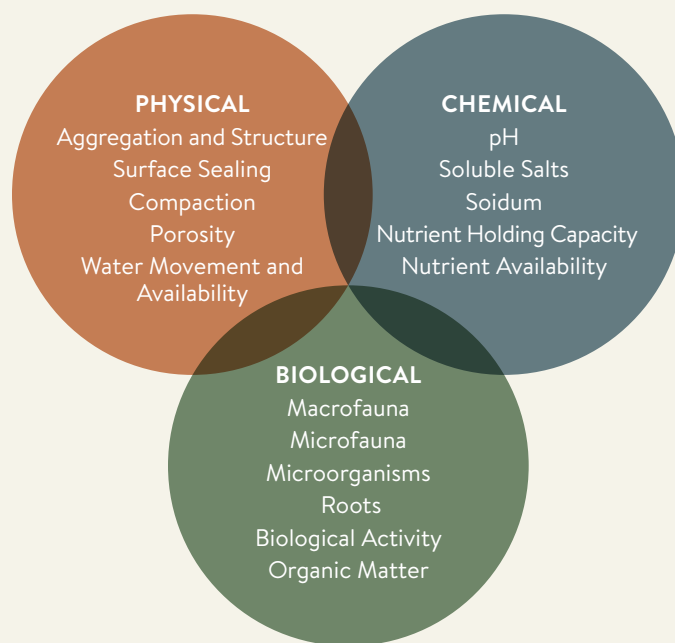 PHYSICAL
Aggregation and Structure
Surface Sealing
Compaction
Porosity
Water Movement and
Availability
CHEMICAL
pH
Soluble Salts
Soidum
Nutrient Holding Capacity
Nutrient Availability
BIOLOGICAL
Macrofauna
Microfauna
Microorganisms
Roots
Biological Activity
Organic Matter